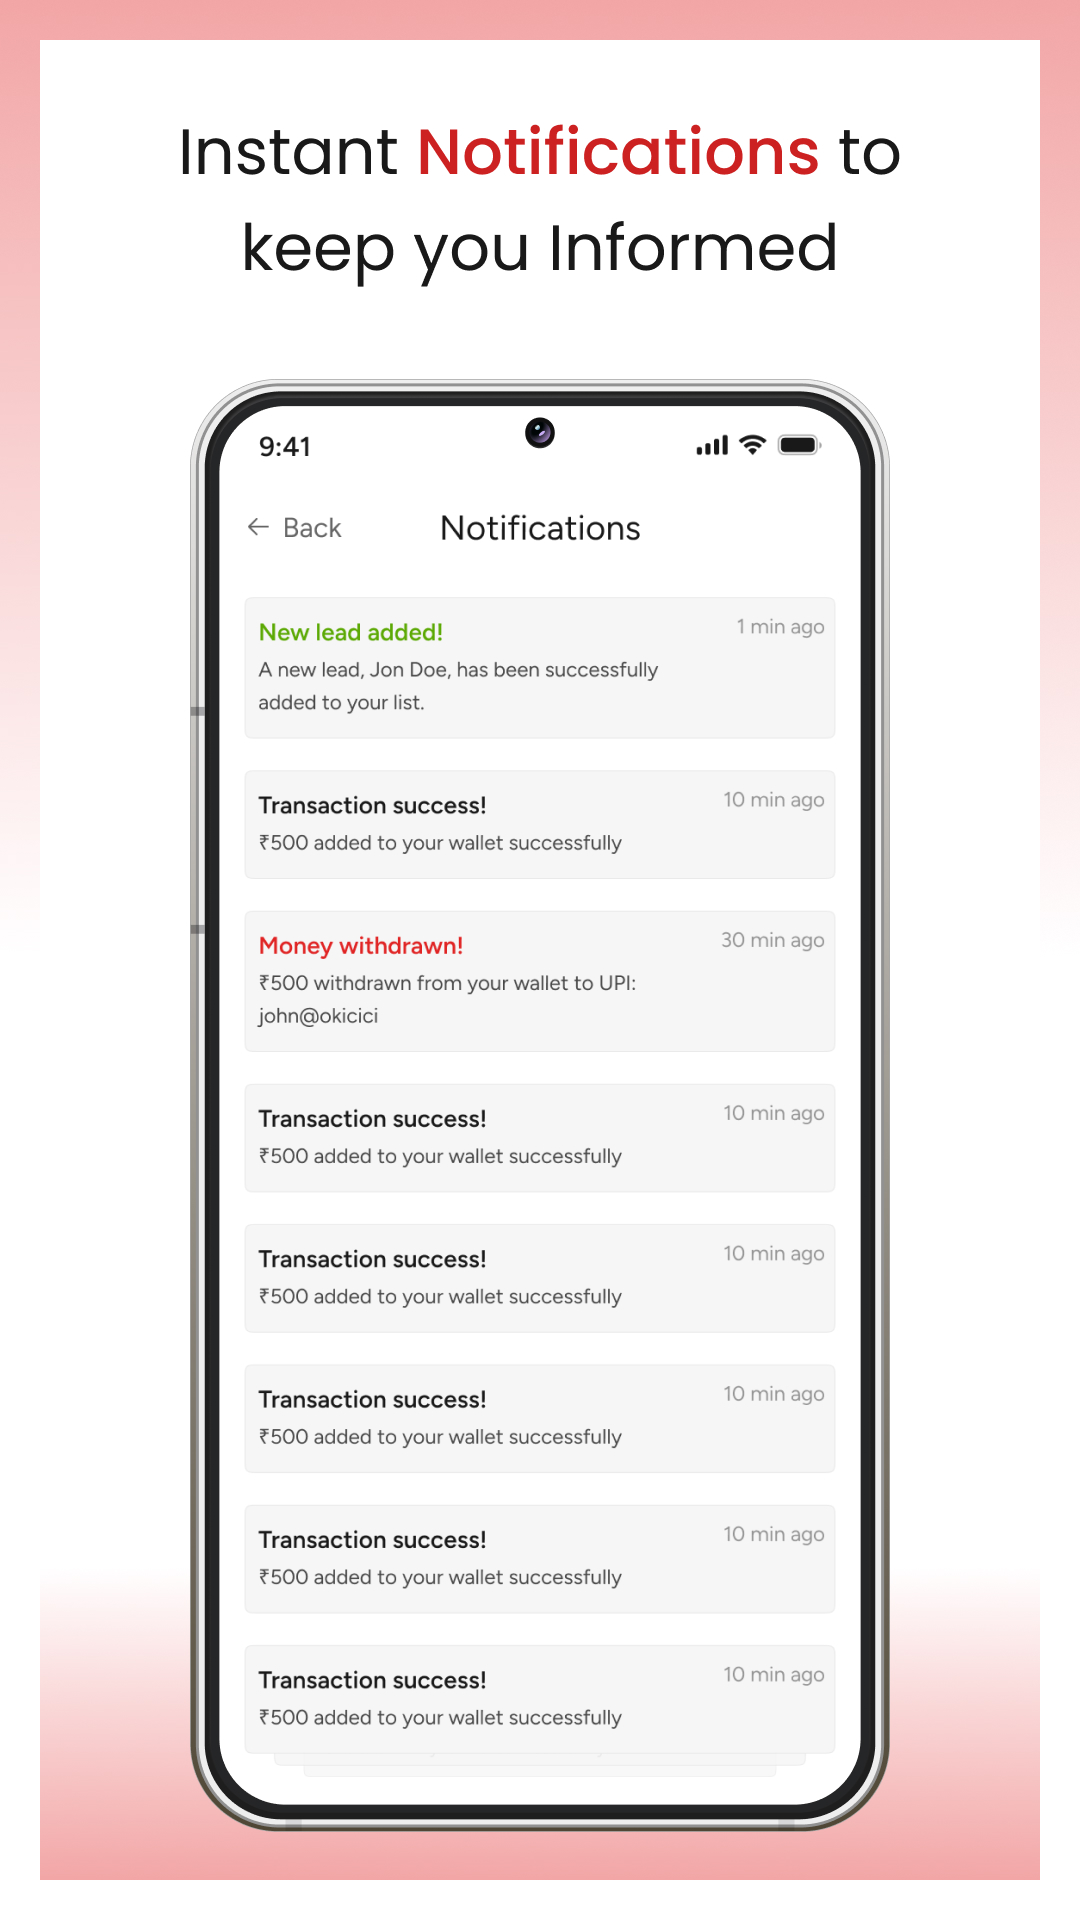 Instant Notifications to
keep you Informed
9:41
Back
Notifications
New lead added!
1 min ago
A new lead, Jon Doe, has been successfully
added to your list.
Transaction success!
10 min ago
₹500 added to your wallet successfully
Money withdrawn!
30 min ago
₹500 withdrawn from your wallet to UPI:
john@okicici
Transaction success!
10 min ago
₹500 added to your wallet successfully
Transaction success!
10 min ago
₹500 added to your wallet successfully
Transaction success!
10 min ago
₹500 added to your wallet successfully
Transaction success!
10 min ago
₹500 added to your wallet successfully
Transaction success!
10 min ago
₹500 added to your wallet successfully